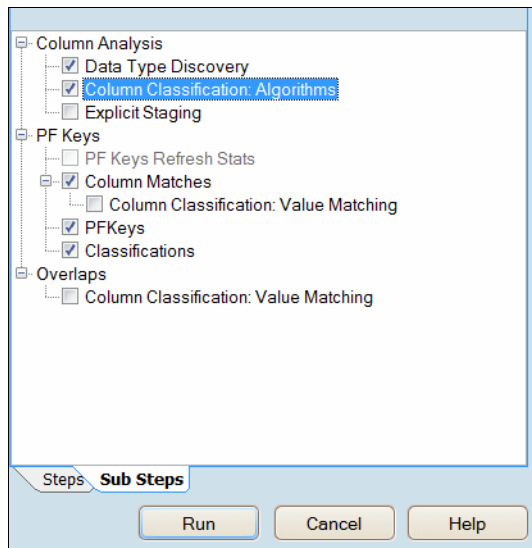 Column Analysis
Data Type Discovery
Column Classification: Algorithms
Explicit Staging
PF Keys
PF Keys Refresh Stats
Column Matches
Column Classification: Value Matching
PFKeys
Classifications
Overlaps
Column Classification: Value Matching
Steps Sub Steps
Run Cancel Help